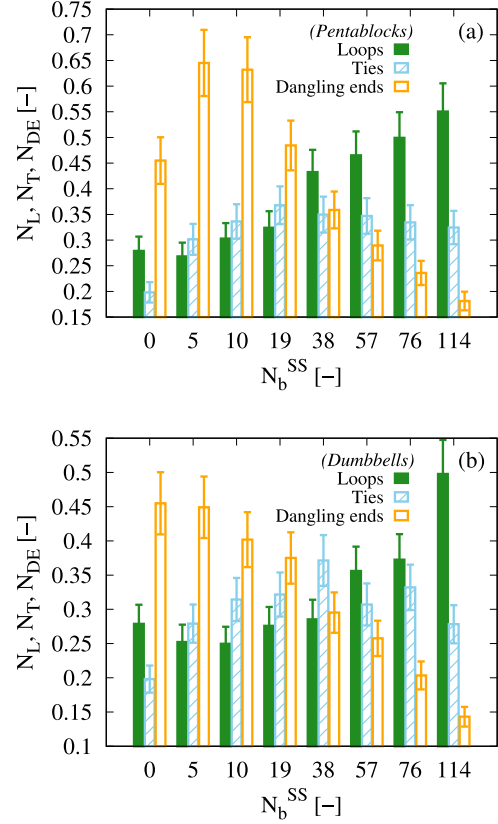 (Pentablocks) (a)
Loops
Ties
Dangling ends
0.75
0.7
0.65
0.6
0.55
0.5
0.45
0.4
0.35
0.3
0.25
0.2
0.15
N_L, N_T, N_DE [−]
0 5 10 19 38 57 76 114
N_b^SS [−]
(Dumbbells) (b)
Loops
Ties
Dangling ends
0.55
0.5
0.45
0.4
0.35
0.3
0.25
0.2
0.15
0.1
N_L, N_T, N_DE [−]
0 5 10 19 38 57 76 114
N_b^SS [−]